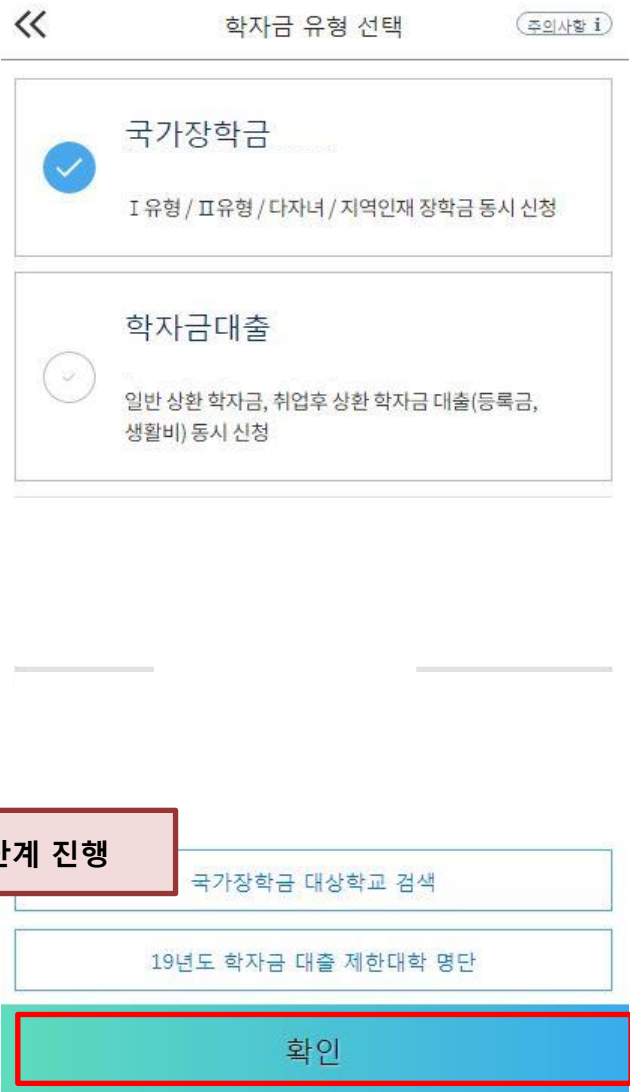 학자금 유형 선택
주의사항 i
국가장학금
Ⅰ유형 / Ⅱ유형 / 다자녀 / 지역인재 장학금 동시 신청
학자금대출
일반 상환 학자금, 취업후 상환 학자금 대출(등록금,
생활비) 동시 신청
진행
국가장학금 대상학교 검색
19년도 학자금 대출 제한대학 명단
확인